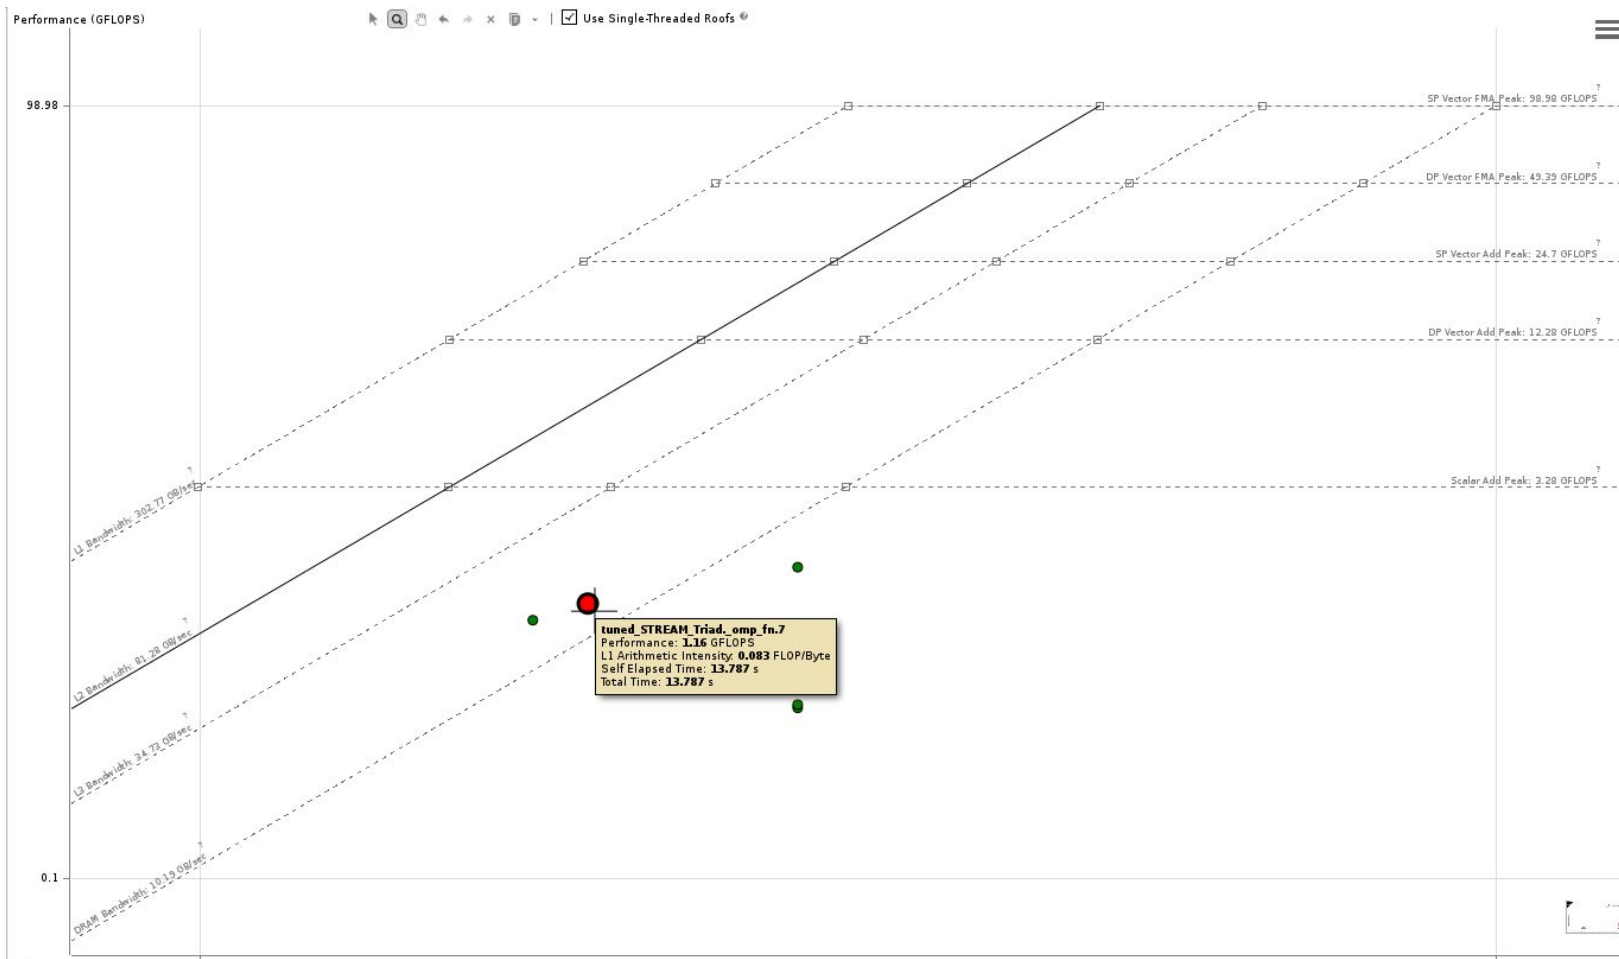 Performance (GFLOPS)
Use Single-Threaded Roofs
98.98
SP Vector FMA Peak: 98.98 GFLOPS
?
DP Vector FMA Peak: 49.39 GFLOPS
?
SP Vector Add Peak: 24.7 GFLOPS
?
DP Vector Add Peak: 12.28 GFLOPS
?
Scalar Add Peak: 3.28 GFLOPS
?
L1 Bandwidth: 302.77 GB/sec
?
L2 Bandwidth: 81.28 GB/sec
?
L3 Bandwidth: 34.73 GB/sec
?
DRAM Bandwidth: 10.19 GB/sec
?
tuned_STREAM_Triad._omp_fn.7
Performance: 1.16 GFLOPS
L1 Arithmetic Intensity: 0.083 FLOP/Byte
Self Elapsed Time: 13.787 s
Total Time: 13.787 s
0.1